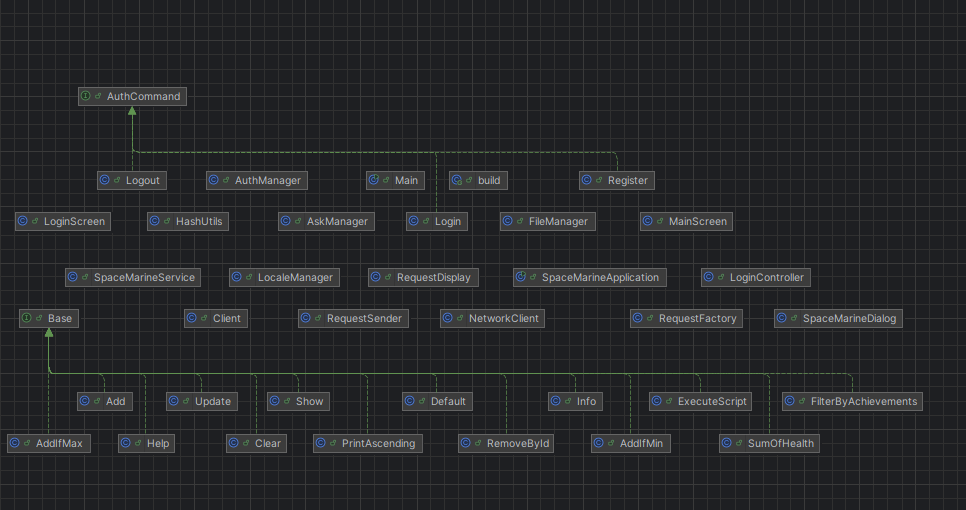 AuthCommand
Logout AuthManager Main build Register
LoginScreen HashUtils AskManager Login FileManager MainScreen
SpaceMarineService LocaleManager RequestDisplay SpaceMarineApplication LoginController
Base Client RequestSender NetworkClient RequestFactory SpaceMarineDialog
Add Update Show Default Info ExecuteScript FilterByAchievements
AddIfMax Help Clear PrintAscending RemoveById AddIfMin SumOfHealth